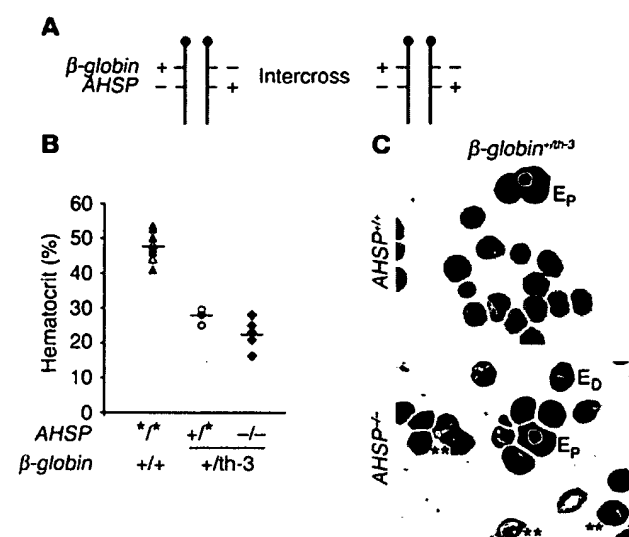 A
β-globin + – Intercross + –
AHSP – + – +
B
60
50
40
30
20
10
0
Hematocrit (%)
AHSP */* +/* –/–
β-globin +/+ +/th-3
C
β-globin+/th-3
AHSP+/+
EP
AHSP-/-
ED
EP
**
**
**